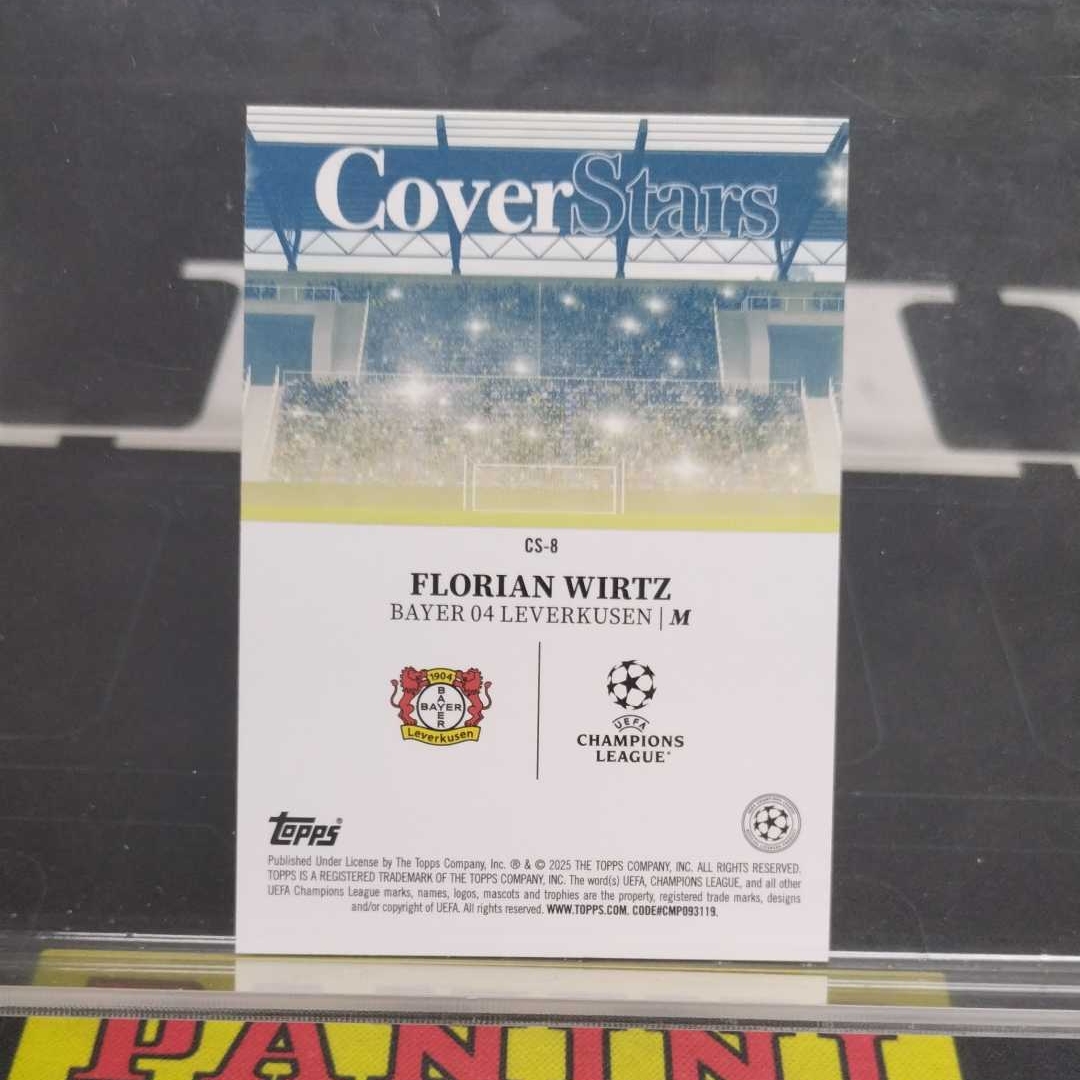 CoverStars
CS-8
FLORIAN WIRTZ
BAYER 04 LEVERKUSEN | M
1904
BAYER
BAYER
Leverkusen
UEFA
CHAMPIONS
LEAGUE®
Topps®
Published Under License by The Topps Company, Inc. ® & © 2025 THE TOPPS COMPANY, INC. ALL RIGHTS RESERVED.
TOPPS IS A REGISTERED TRADEMARK OF THE TOPPS COMPANY, INC. The word(s) UEFA, CHAMPIONS LEAGUE, and all other
UEFA Champions League marks, names, logos, mascots and trophies are the property, registered trade marks, designs
and/or copyright of UEFA. All rights reserved. WWW.TOPPS.COM. CODE#CMP093119.
PANINI